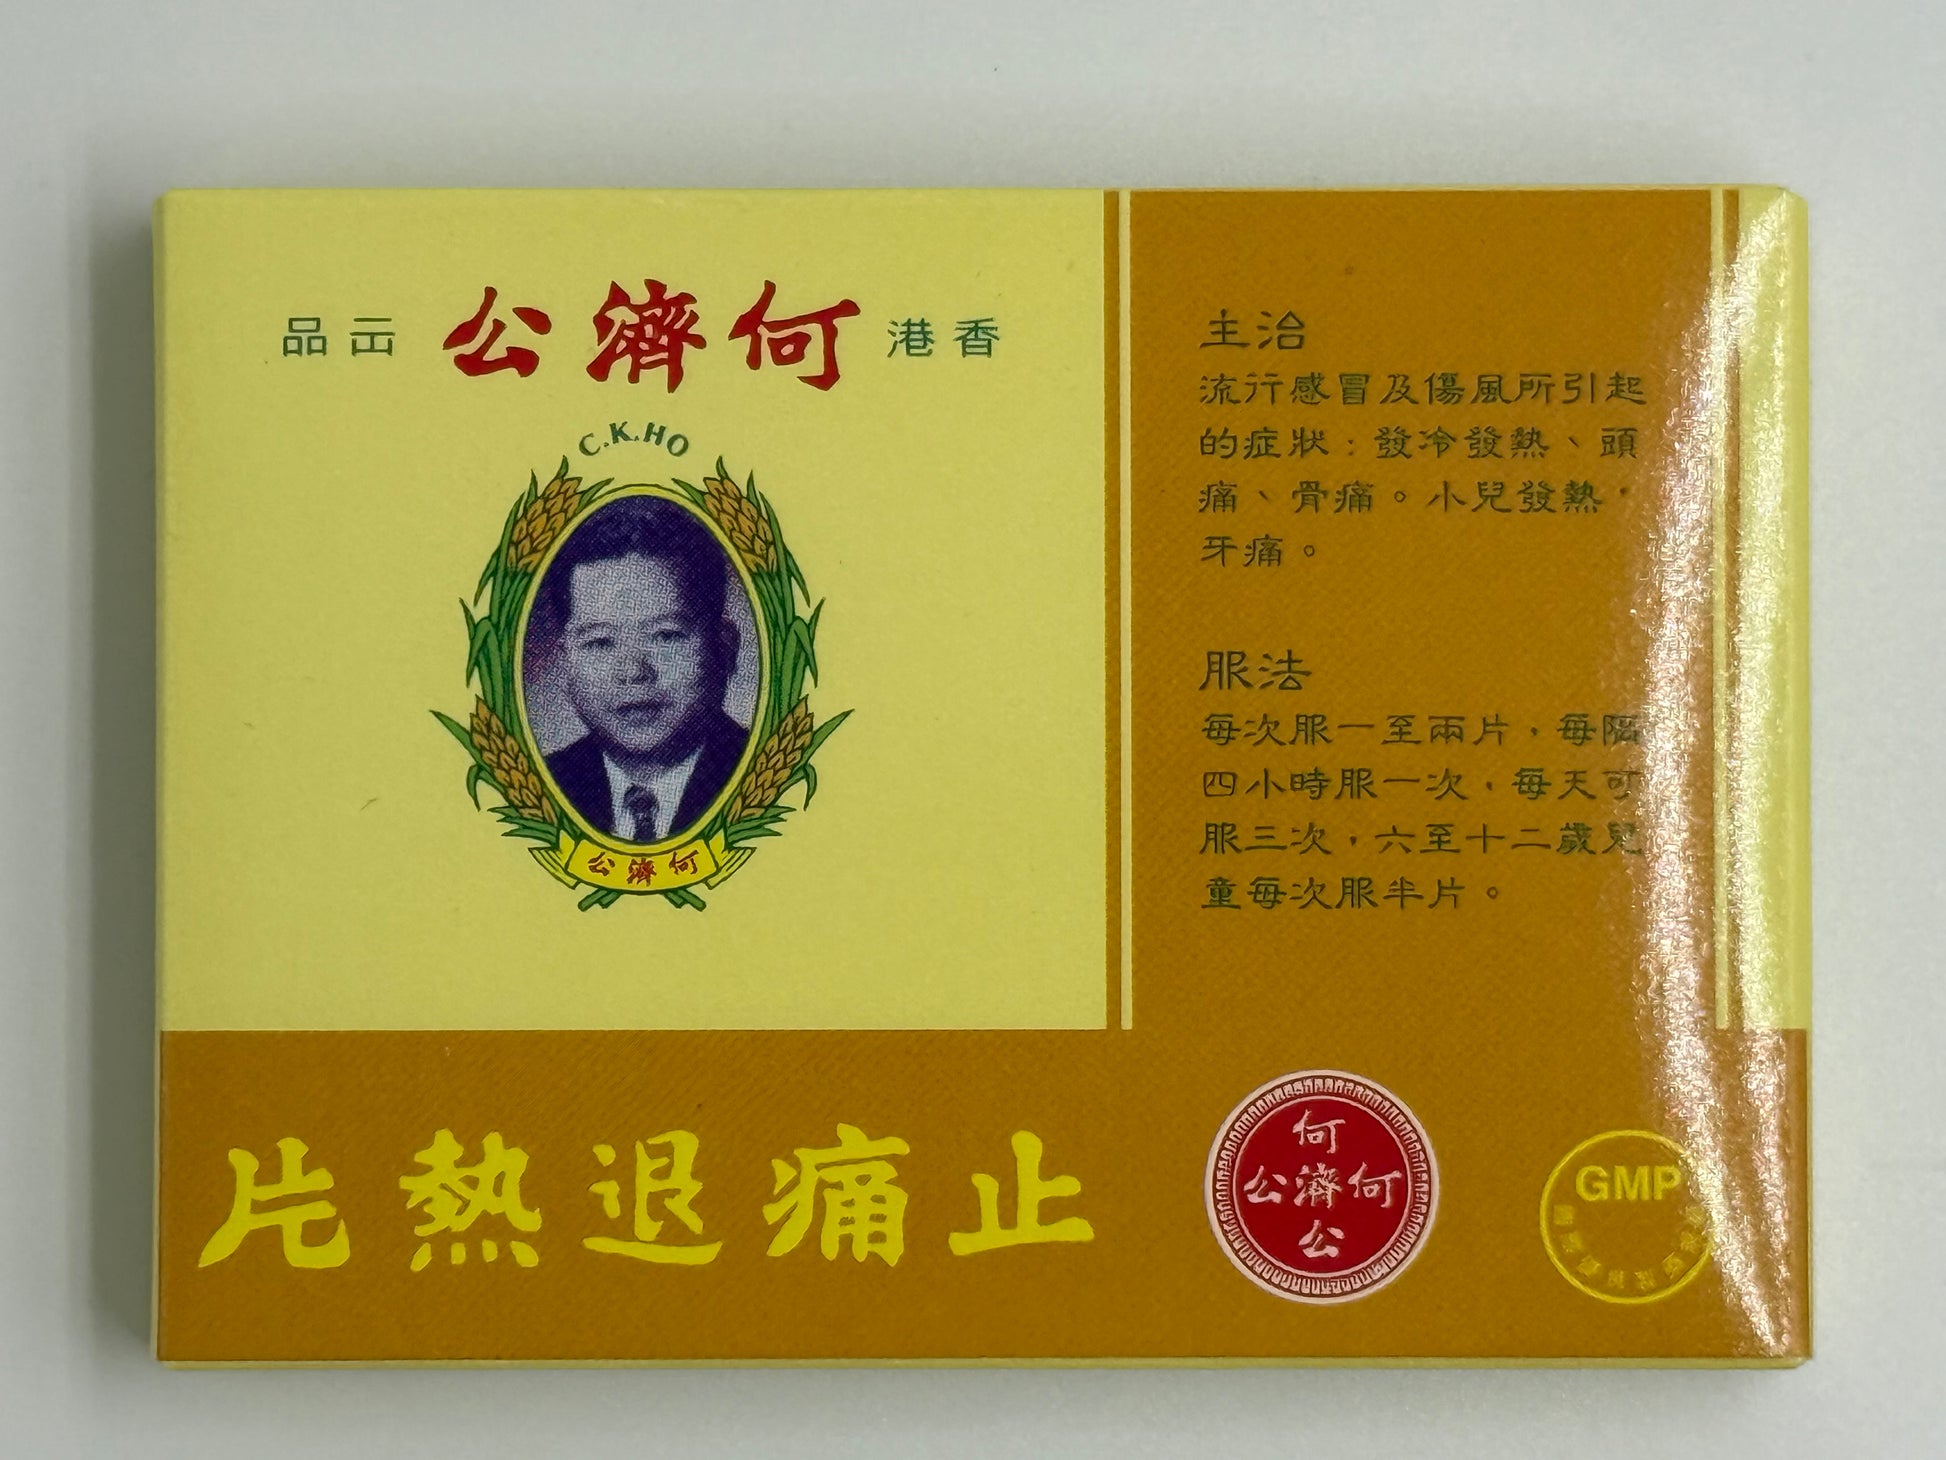 香港 何濟公 出品
C.K.HO
何濟公
止痛退熱片
主治
流行感冒及傷風所引起
的症狀：發冷發熱、頭
痛、骨痛。小兒發熱，
牙痛。
服法
每次服一至兩片，每隔
四小時服一次，每天可
服三次，六至十二歲兒
童每次服半片。
何
何濟公
公
GMP